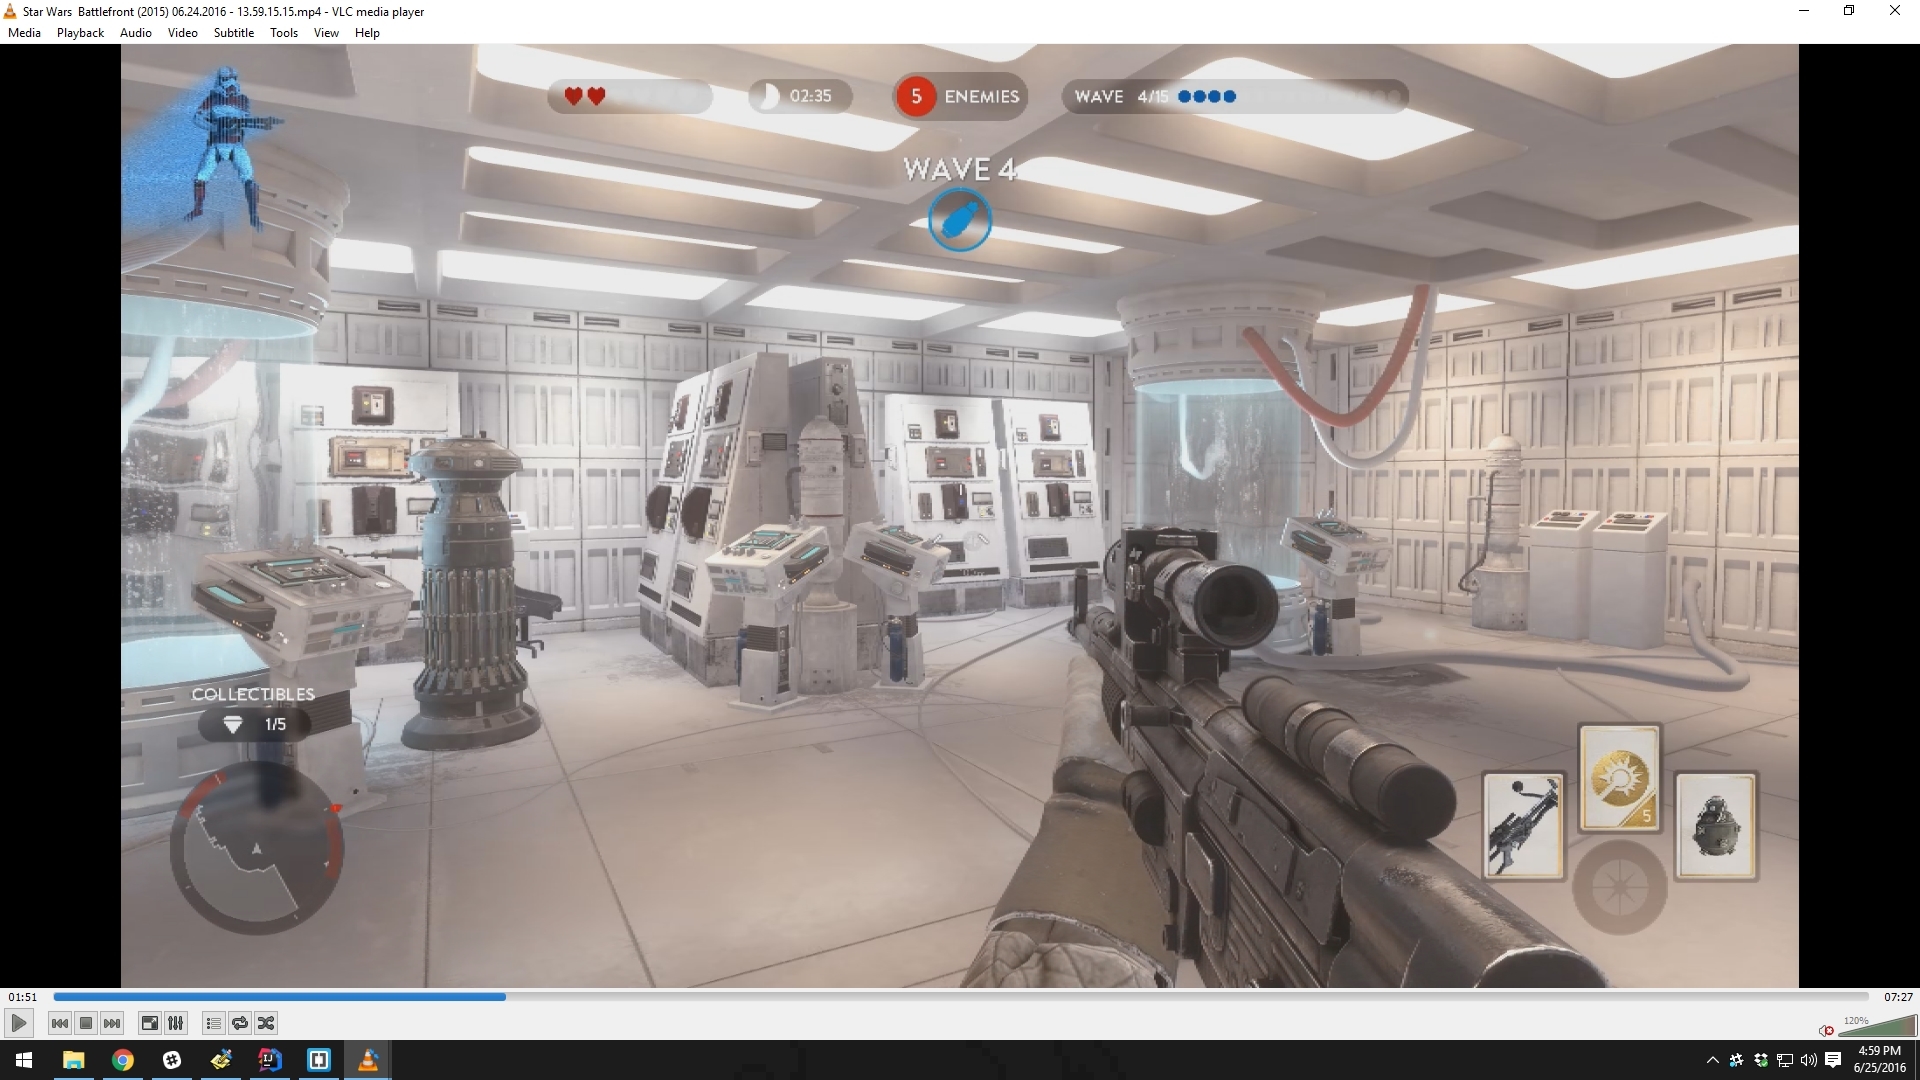 Star Wars  Battlefront (2015) 06.24.2016 - 13.59.15.15.mp4 - VLC media player
Media Playback Audio Video Subtitle Tools View Help
02:35
5 ENEMIES
WAVE 4/15
WAVE 4
COLLECTIBLES
1/5
5
01:51
07:27
120%
4:59 PM
6/25/2016